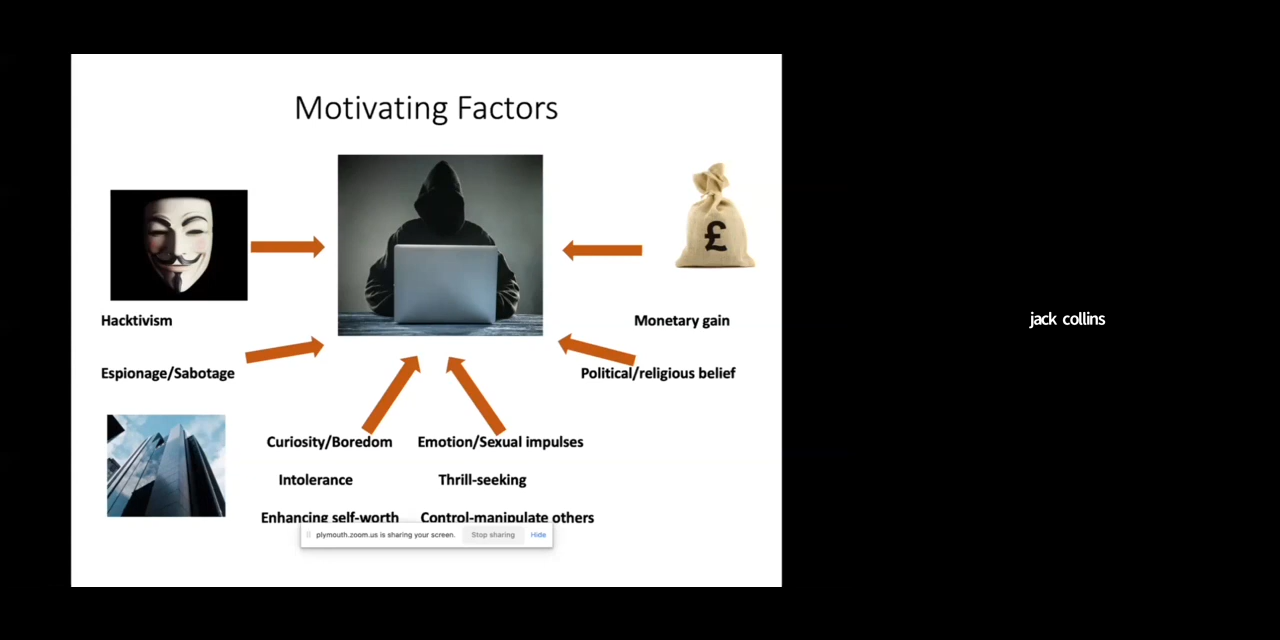 Motivating Factors
£
Hacktivism
Monetary gain
Espionage/Sabotage
Political/religious belief
Curiosity/Boredom
Emotion/Sexual impulses
Intolerance
Thrill-seeking
Enhancing self-worth
Control-manipulate others
plymouth.zoom.us is sharing your screen.
Stop sharing
Hide
jack collins